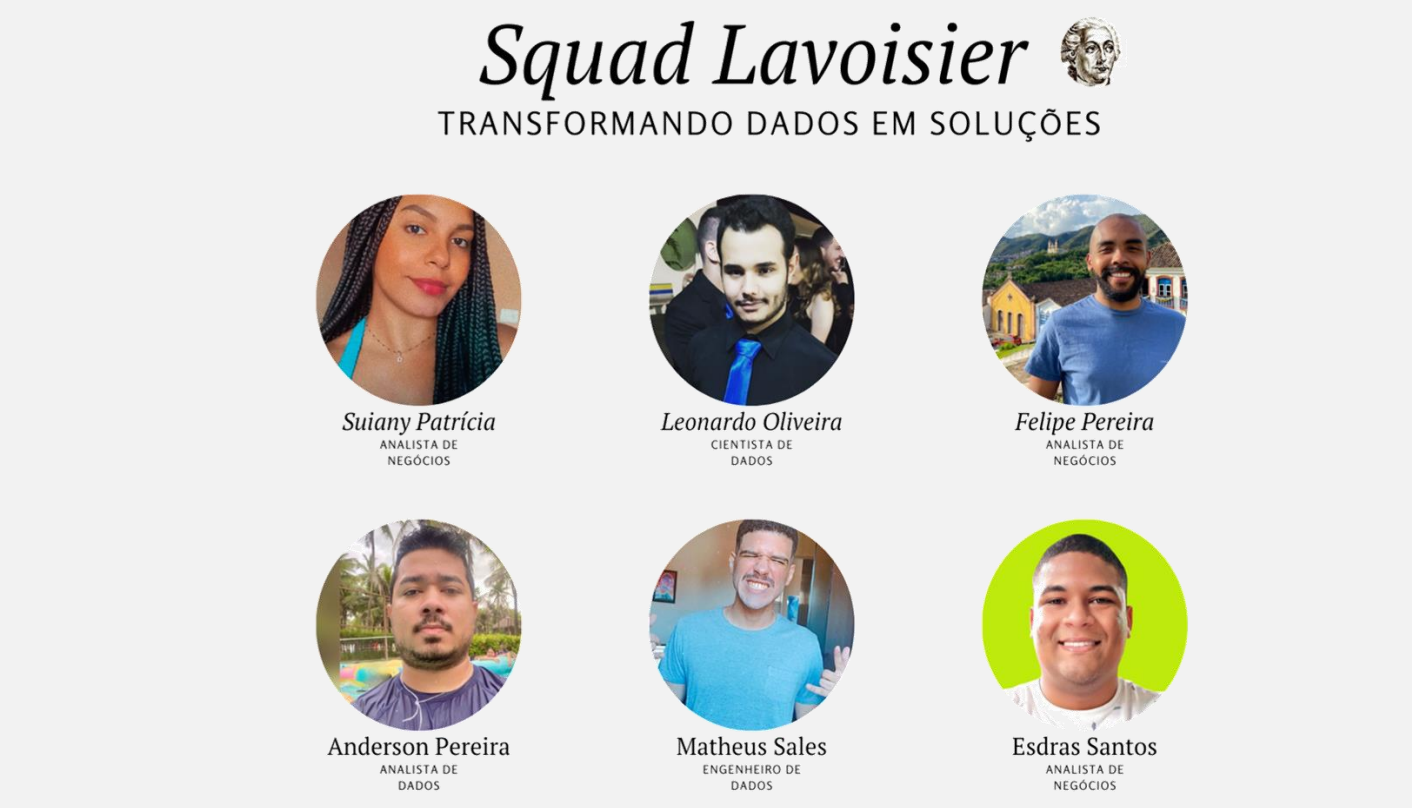 Squad Lavoisier
TRANSFORMANDO DADOS EM SOLUÇÕES
Suiany Patrícia
ANALISTA DE
NEGÓCIOS
Leonardo Oliveira
CIENTISTA DE
DADOS
Felipe Pereira
ANALISTA DE
NEGÓCIOS
Anderson Pereira
ANALISTA DE
DADOS
Matheus Sales
ENGENHEIRO DE
DADOS
Esdras Santos
ANALISTA DE
NEGÓCIOS